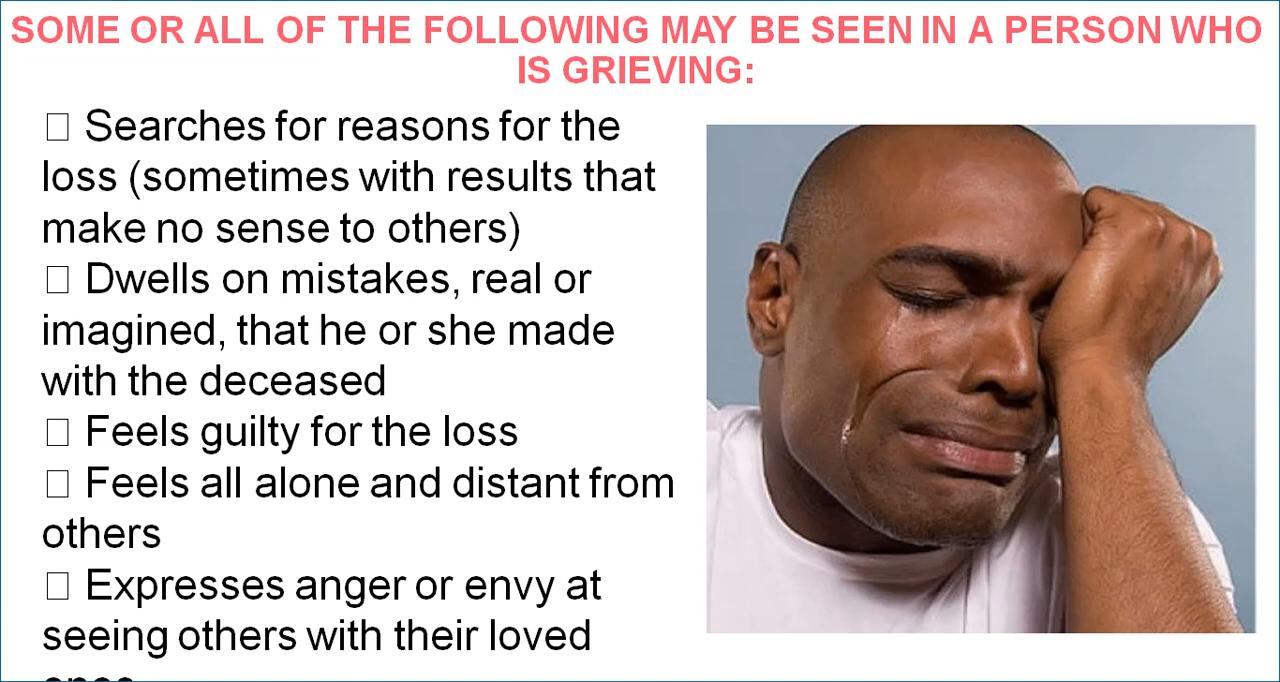 SOME OR ALL OF THE FOLLOWING MAY BE SEEN IN A PERSON WHO
IS GRIEVING:
□ Searches for reasons for the
loss (sometimes with results that
make no sense to others)
□ Dwells on mistakes, real or
imagined, that he or she made
with the deceased
□ Feels guilty for the loss
□ Feels all alone and distant from
others
□ Expresses anger or envy at
seeing others with their loved